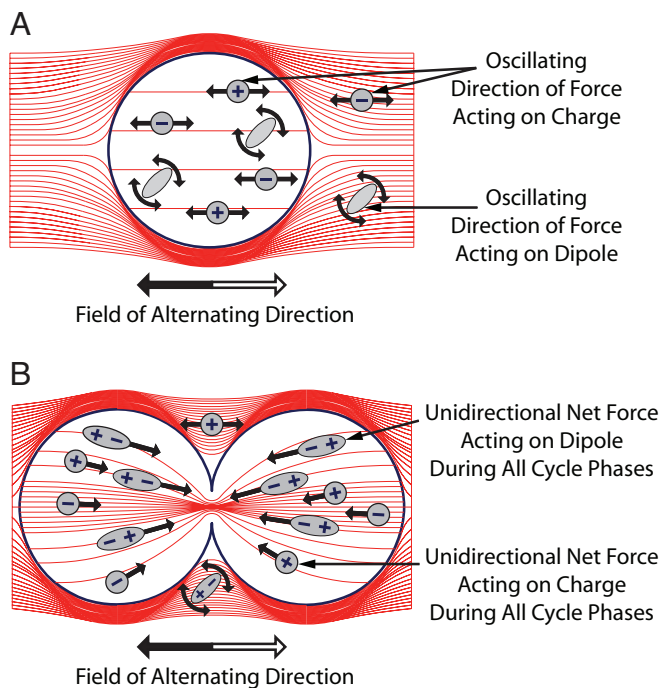 A
Oscillating
Direction of Force
Acting on Charge
+
−
−
−
+
Oscillating
Direction of Force
Acting on Dipole
Field of Alternating Direction
B
+
+ −
+
+ −
−
− +
−
− +
− +
+
−
− +
+
+ −
Unidirectional Net Force
Acting on Dipole
During All Cycle Phases
Unidirectional Net Force
Acting on Charge
During All Cycle Phases
Field of Alternating Direction